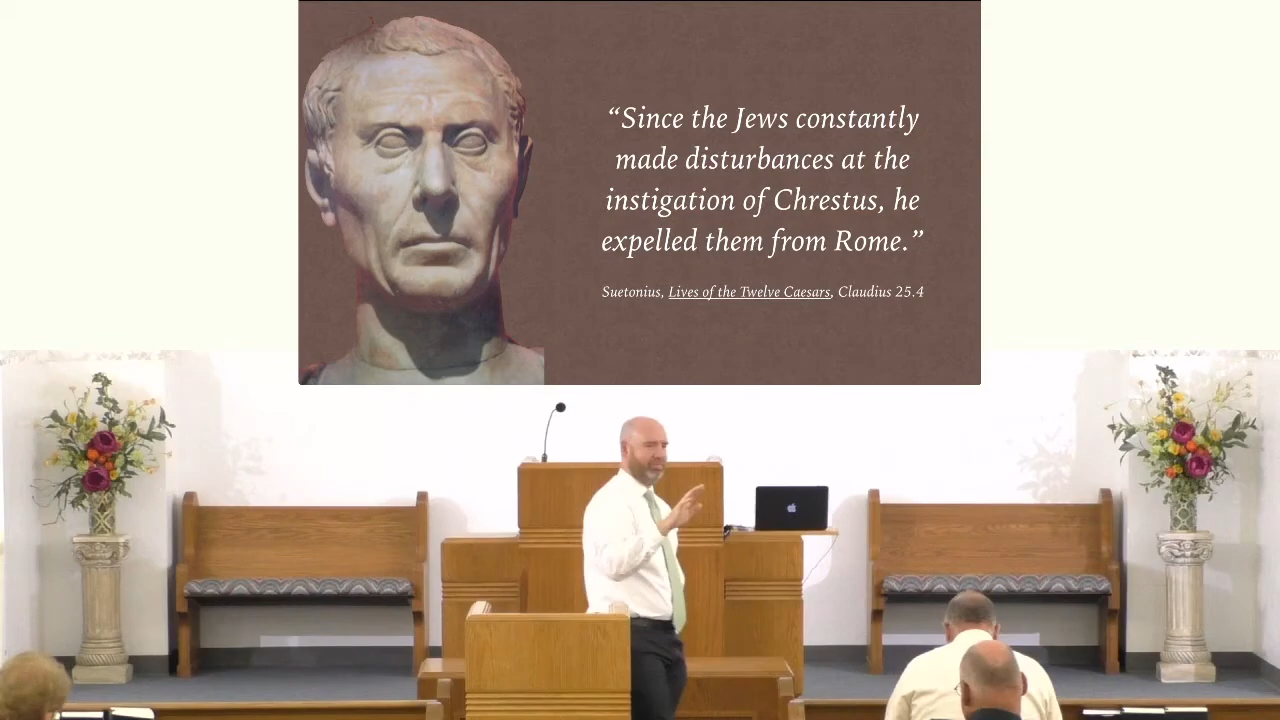 “Since the Jews constantly
made disturbances at the
instigation of Chrestus, he
expelled them from Rome.”
Suetonius, Lives of the Twelve Caesars, Claudius 25.4